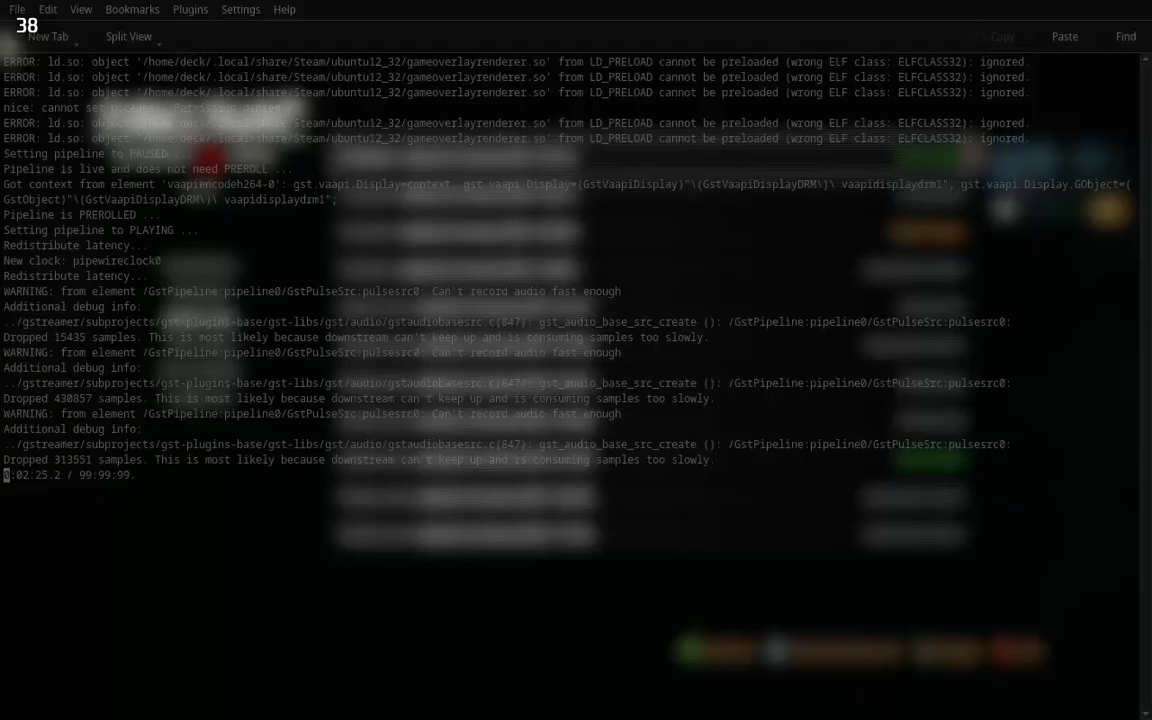 File Edit View Bookmarks Plugins Settings Help
38
New Tab Split View Copy Paste Find
ERROR: ld.so: object '/home/deck/.local/share/Steam/ubuntu12_32/gameoverlayrenderer.so' from LD_PRELOAD cannot be preloaded (wrong ELF class: ELFCLASS32): ignored.
ERROR: ld.so: object '/home/deck/.local/share/Steam/ubuntu12_32/gameoverlayrenderer.so' from LD_PRELOAD cannot be preloaded (wrong ELF class: ELFCLASS32): ignored.
ERROR: ld.so: object '/home/deck/.local/share/Steam/ubuntu12_32/gameoverlayrenderer.so' from LD_PRELOAD cannot be preloaded (wrong ELF class: ELFCLASS32): ignored.
nice: cannot set niceness: Permission denied
ERROR: ld.so: object '/home/deck/.local/share/Steam/ubuntu12_32/gameoverlayrenderer.so' from LD_PRELOAD cannot be preloaded (wrong ELF class: ELFCLASS32): ignored.
ERROR: ld.so: object '/home/deck/.local/share/Steam/ubuntu12_32/gameoverlayrenderer.so' from LD_PRELOAD cannot be preloaded (wrong ELF class: ELFCLASS32): ignored.
Setting pipeline to PAUSED ...
Pipeline is live and does not need PREROLL ...
Got context from element 'vaapiencodeh264-0': gst.vaapi.Display=context, gst.vaapi.Display=(GstVaapiDisplay)"\(GstVaapiDisplayDRM\)\ vaapidisplaydrm1", gst.vaapi.Display.GObject=(
GstObject)"\(GstVaapiDisplayDRM\)\ vaapidisplaydrm1";
Pipeline is PREROLLED ...
Setting pipeline to PLAYING ...
Redistribute latency...
New clock: pipewireclock0
Redistribute latency...
WARNING: from element /GstPipeline:pipeline0/GstPulseSrc:pulsesrc0: Can't record audio fast enough
Additional debug info:
../gstreamer/subprojects/gst-plugins-base/gst-libs/gst/audio/gstaudiobasesrc.c(847): gst_audio_base_src_create (): /GstPipeline:pipeline0/GstPulseSrc:pulsesrc0:
Dropped 15435 samples. This is most likely because downstream can't keep up and is consuming samples too slowly.
WARNING: from element /GstPipeline:pipeline0/GstPulseSrc:pulsesrc0: Can't record audio fast enough
Additional debug info:
../gstreamer/subprojects/gst-plugins-base/gst-libs/gst/audio/gstaudiobasesrc.c(847): gst_audio_base_src_create (): /GstPipeline:pipeline0/GstPulseSrc:pulsesrc0:
Dropped 430857 samples. This is most likely because downstream can't keep up and is consuming samples too slowly.
WARNING: from element /GstPipeline:pipeline0/GstPulseSrc:pulsesrc0: Can't record audio fast enough
Additional debug info:
../gstreamer/subprojects/gst-plugins-base/gst-libs/gst/audio/gstaudiobasesrc.c(847): gst_audio_base_src_create (): /GstPipeline:pipeline0/GstPulseSrc:pulsesrc0:
Dropped 313551 samples. This is most likely because downstream can't keep up and is consuming samples too slowly.
0:02:25.2 / 99:99:99.